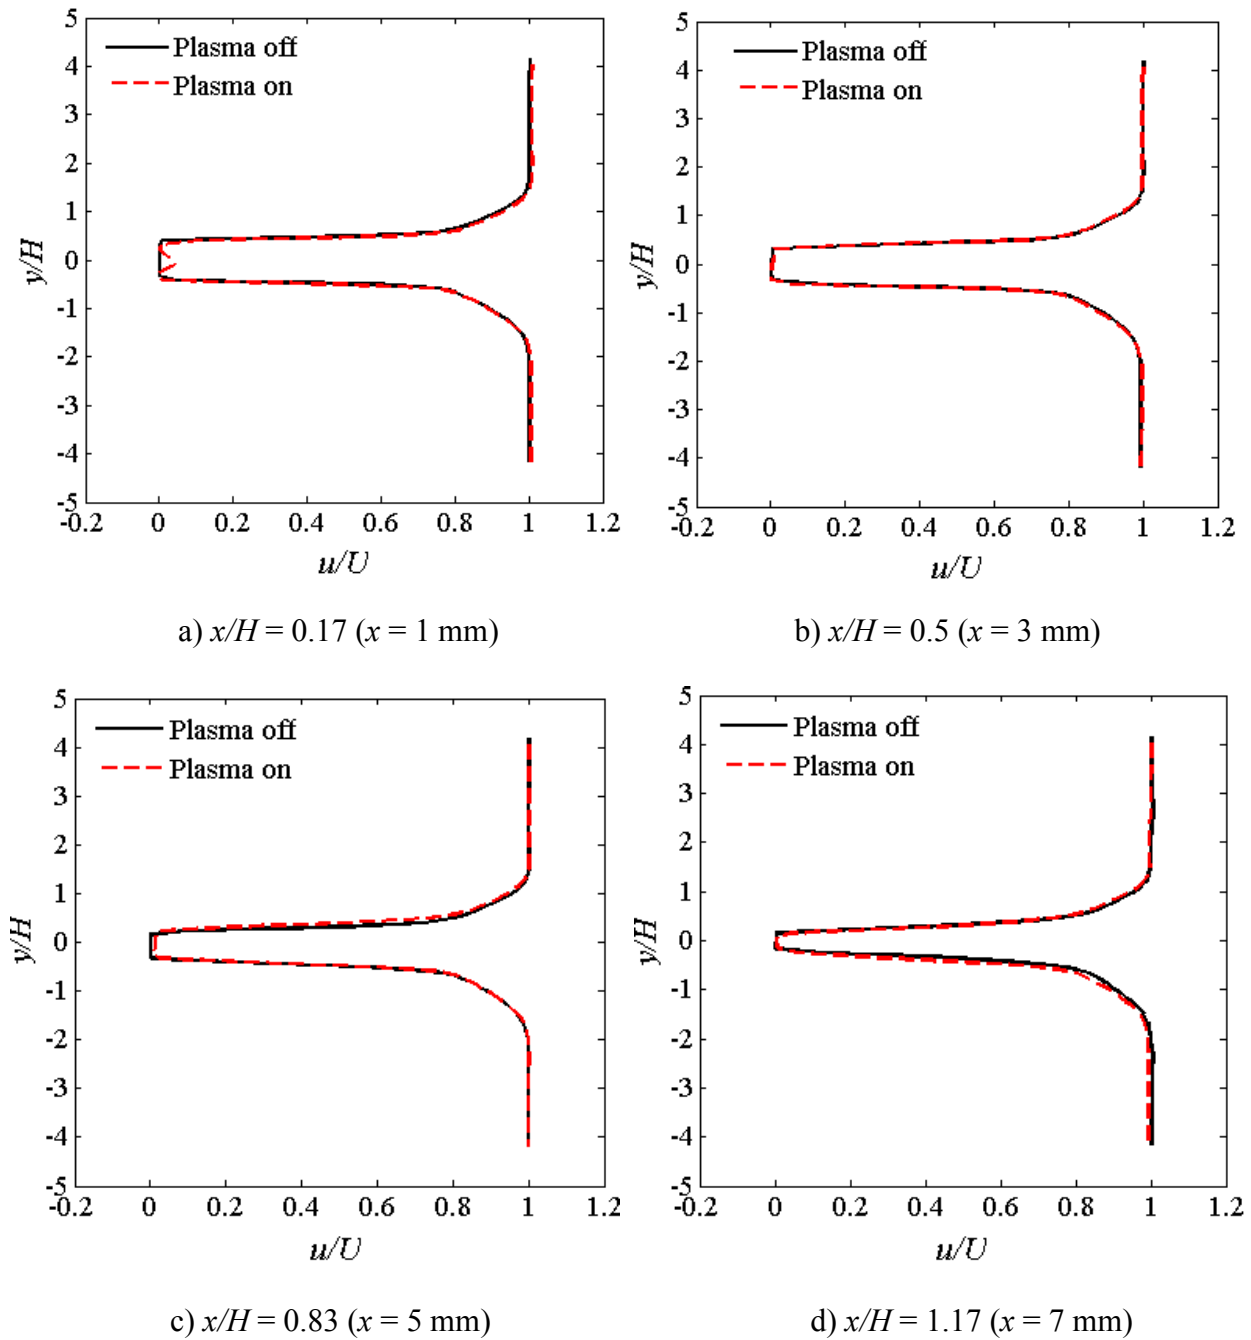 5
4
3
2
1
0
-1
-2
-3
-4
-5
-0.2 0 0.2 0.4 0.6 0.8 1 1.2
y/H
u/U
Plasma off
Plasma on
a) x/H = 0.17 (x = 1 mm)
5
4
3
2
1
0
-1
-2
-3
-4
-5
-0.2 0 0.2 0.4 0.6 0.8 1 1.2
y/H
u/U
Plasma off
Plasma on
b) x/H = 0.5 (x = 3 mm)
5
4
3
2
1
0
-1
-2
-3
-4
-5
-0.2 0 0.2 0.4 0.6 0.8 1 1.2
y/H
u/U
Plasma off
Plasma on
c) x/H = 0.83 (x = 5 mm)
5
4
3
2
1
0
-1
-2
-3
-4
-5
-0.2 0 0.2 0.4 0.6 0.8 1 1.2
y/H
u/U
Plasma off
Plasma on
d) x/H = 1.17 (x = 7 mm)